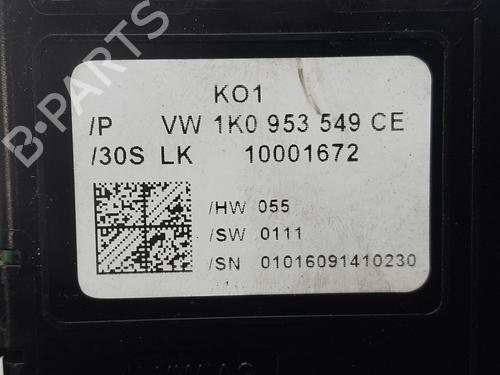 KO1
/P VW 1K0 953 549 CE
/30S LK 10001672
/HW 055
/SW 0111
/SN 01016091410230
B-PARTS